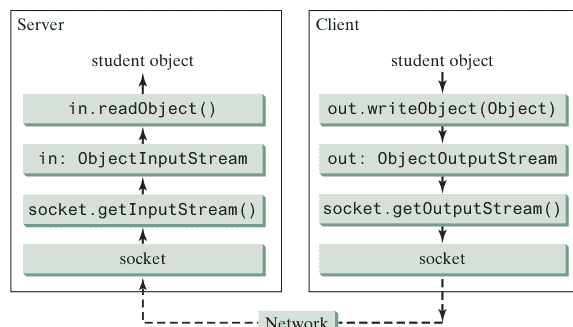 Server
student object
in.readObject()
in: ObjectInputStream
socket.getInputStream()
socket
Client
student object
out.writeObject(Object)
out: ObjectOutputStream
socket.getOutputStream()
socket
Network